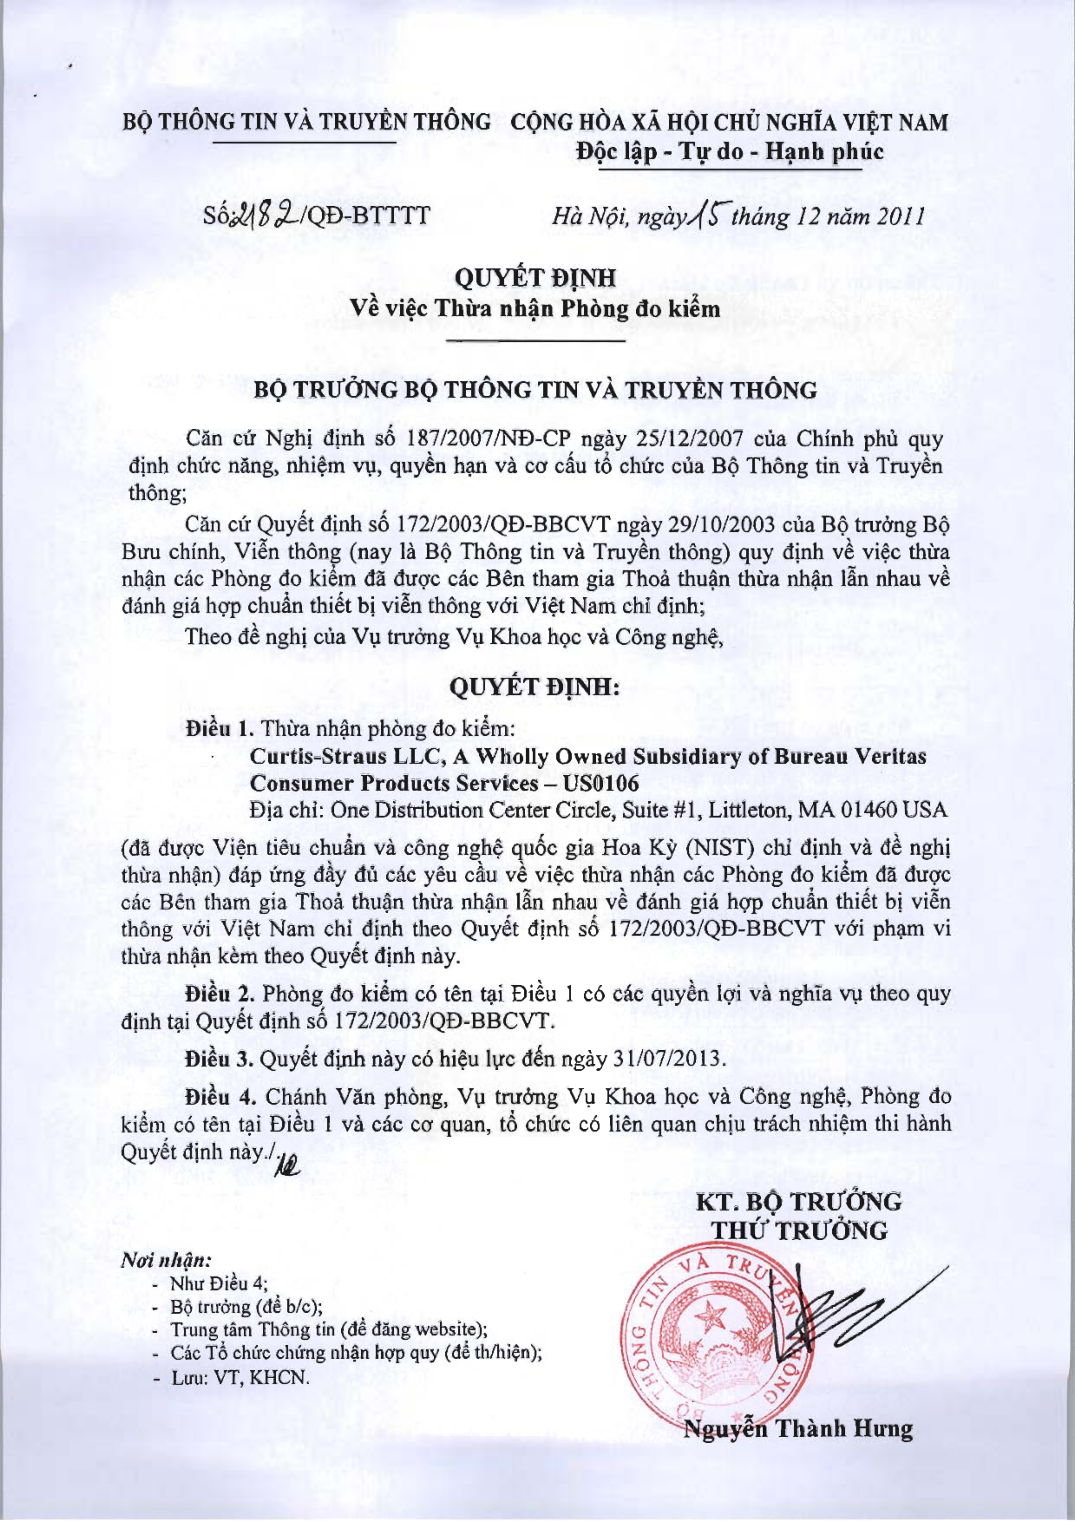 BỘ THÔNG TIN VÀ TRUYỀN THÔNG CỘNG HÒA XÃ HỘI CHỦ NGHĨA VIỆT NAM
Độc lập - Tự do - Hạnh phúc
Số:2182/QĐ-BTTTT Hà Nội, ngày 15 tháng 12 năm 2011
QUYẾT ĐỊNH
Về việc Thừa nhận Phòng đo kiểm
BỘ TRƯỞNG BỘ THÔNG TIN VÀ TRUYỀN THÔNG
Căn cứ Nghị định số 187/2007/NĐ-CP ngày 25/12/2007 của Chính phủ quy
định chức năng, nhiệm vụ, quyền hạn và cơ cấu tổ chức của Bộ Thông tin và Truyền
thông;
Căn cứ Quyết định số 172/2003/QĐ-BBCVT ngày 29/10/2003 của Bộ trưởng Bộ
Bưu chính, Viễn thông (nay là Bộ Thông tin và Truyền thông) quy định về việc thừa
nhận các Phòng đo kiểm đã được các Bên tham gia Thoả thuận thừa nhận lẫn nhau về
đánh giá hợp chuẩn thiết bị viễn thông với Việt Nam chỉ định;
Theo đề nghị của Vụ trưởng Vụ Khoa học và Công nghệ,
QUYẾT ĐỊNH:
Điều 1. Thừa nhận phòng đo kiểm:
Curtis-Straus LLC, A Wholly Owned Subsidiary of Bureau Veritas
Consumer Products Services – US0106
Địa chỉ: One Distribution Center Circle, Suite #1, Littleton, MA 01460 USA
(đã được Viện tiêu chuẩn và công nghệ quốc gia Hoa Kỳ (NIST) chỉ định và đề nghị
thừa nhận) đáp ứng đầy đủ các yêu cầu về việc thừa nhận các Phòng đo kiểm đã được
các Bên tham gia Thoả thuận thừa nhận lẫn nhau về đánh giá hợp chuẩn thiết bị viễn
thông với Việt Nam chỉ định theo Quyết định số 172/2003/QĐ-BBCVT với phạm vi
thừa nhận kèm theo Quyết định này.
Điều 2. Phòng đo kiểm có tên tại Điều 1 có các quyền lợi và nghĩa vụ theo quy
định tại Quyết định số 172/2003/QĐ-BBCVT.
Điều 3. Quyết định này có hiệu lực đến ngày 31/07/2013.
Điều 4. Chánh Văn phòng, Vụ trưởng Vụ Khoa học và Công nghệ, Phòng đo
kiểm có tên tại Điều 1 và các cơ quan, tổ chức có liên quan chịu trách nhiệm thi hành
Quyết định này./.
KT. BỘ TRƯỞNG
THỨ TRƯỞNG
Nơi nhận:
- Như Điều 4;
- Bộ trưởng (để b/c);
- Trung tâm Thông tin (để đăng website);
- Các Tổ chức chứng nhận hợp quy (để th/hiện);
- Lưu: VT, KHCN.
BỘ THÔNG TIN VÀ TRUYỀN THÔNG
Nguyễn Thành Hưng